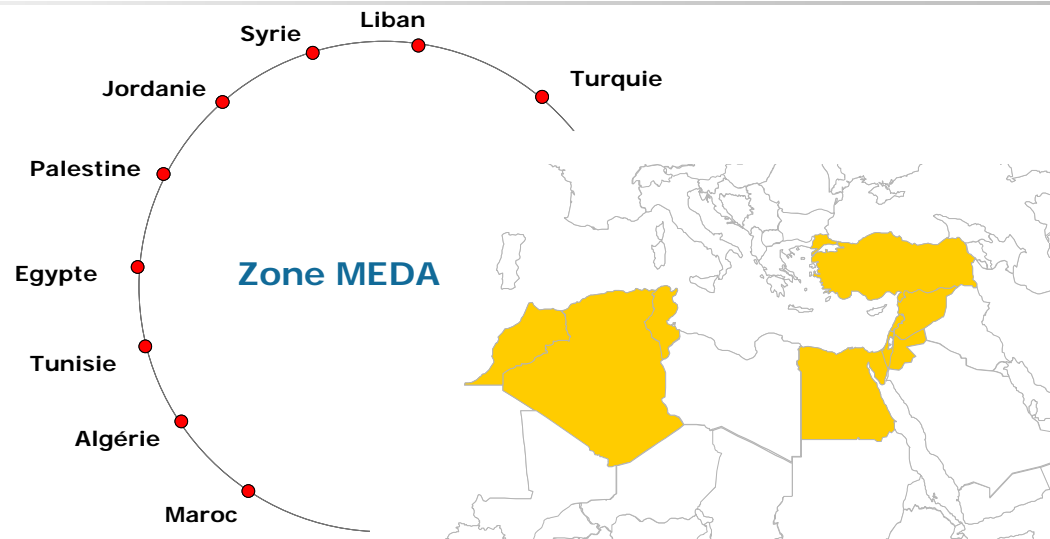 Liban
Syrie
Turquie
Jordanie
Palestine
Egypte
Zone MEDA
Tunisie
Algérie
Maroc